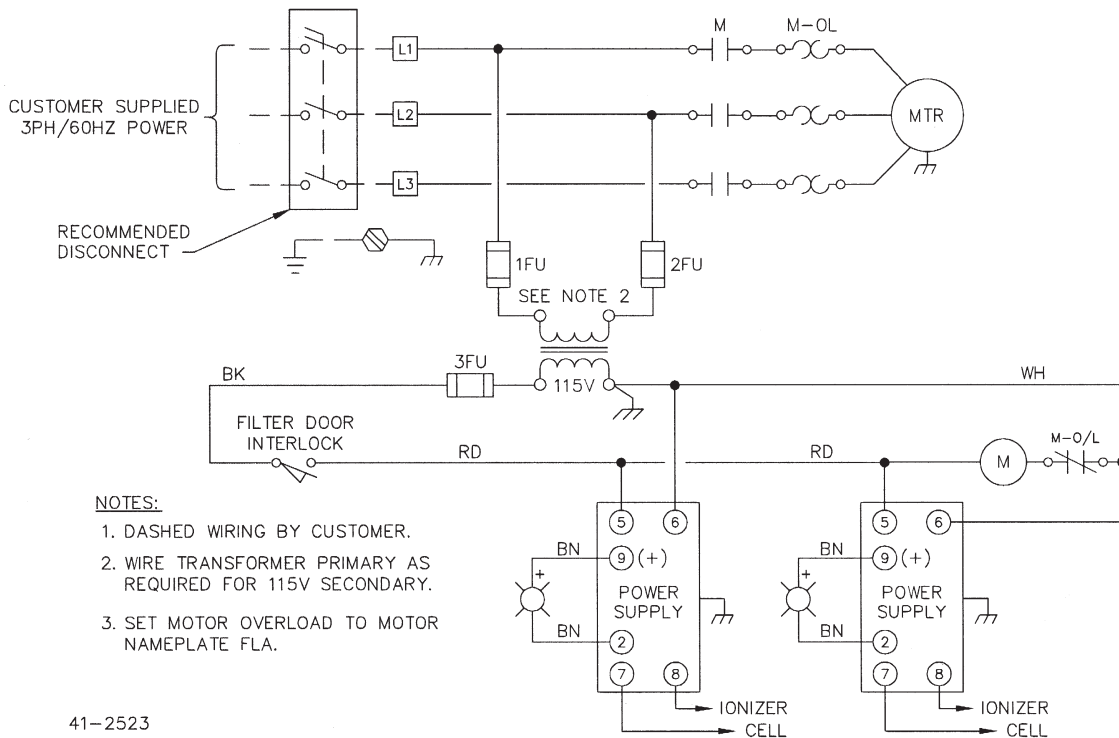 M
M-OL
L1
CUSTOMER SUPPLIED
3PH/60HZ POWER
L2
MTR
L3
RECOMMENDED
DISCONNECT
1FU
2FU
SEE NOTE 2
3FU
BK
115V
WH
FILTER DOOR
INTERLOCK
RD
RD
M
M-O/L
NOTES:
1. DASHED WIRING BY CUSTOMER.
2. WIRE TRANSFORMER PRIMARY AS
REQUIRED FOR 115V SECONDARY.
3. SET MOTOR OVERLOAD TO MOTOR
NAMEPLATE FLA.
5
6
BN
9 (+)
+
POWER
SUPPLY
BN
2
7
8
IONIZER
CELL
5
6
BN
9 (+)
+
POWER
SUPPLY
BN
2
7
8
IONIZER
CELL
41-2523